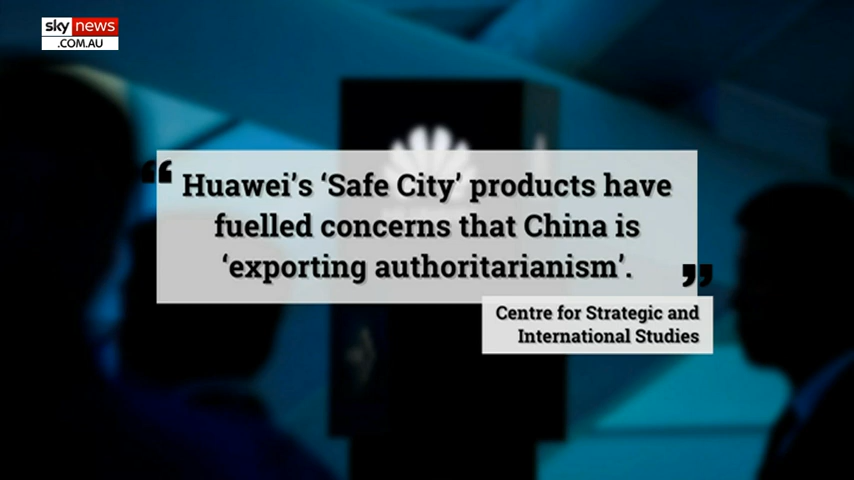 sky news
.COM.AU
“ Huawei’s ‘Safe City’ products have
fuelled concerns that China is
‘exporting authoritarianism’. ”
Centre for Strategic and
International Studies